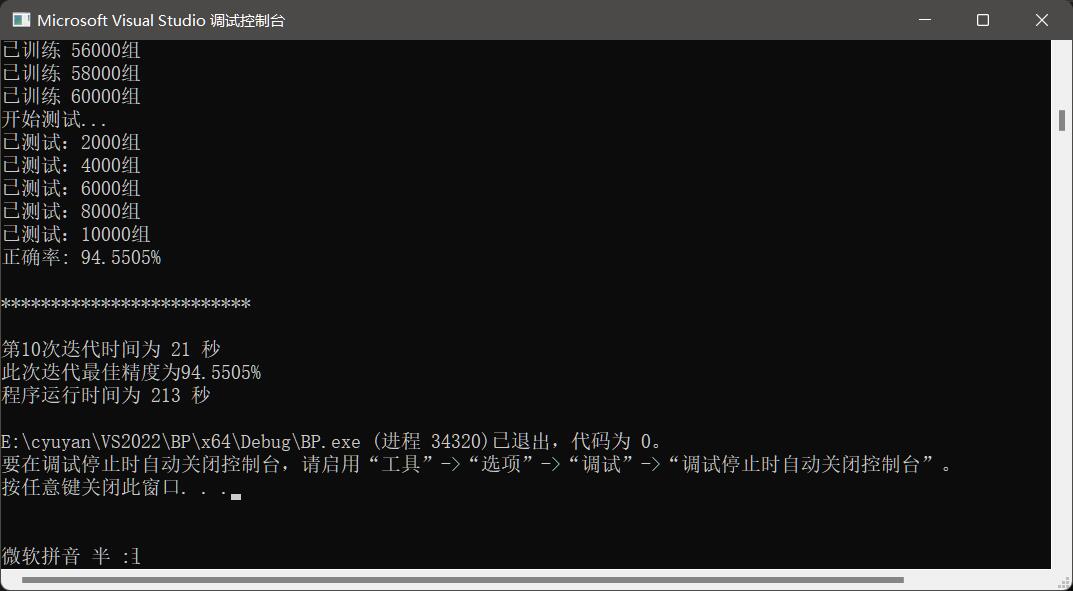 Microsoft Visual Studio 调试控制台
已训练 56000组
已训练 58000组
已训练 60000组
开始测试...
已测试：2000组
已测试：4000组
已测试：6000组
已测试：8000组
已测试：10000组
正确率: 94.5505%
*************************
第10次迭代时间为 21 秒
此次迭代最佳精度为94.5505%
程序运行时间为 213 秒
E:\cyuyan\VS2022\BP\x64\Debug\BP.exe (进程 34320)已退出，代码为 0。
要在调试停止时自动关闭控制台，请启用“工具”->“选项”->“调试”->“调试停止时自动关闭控制台”。
按任意键关闭此窗口. . .
微软拼音 半 :